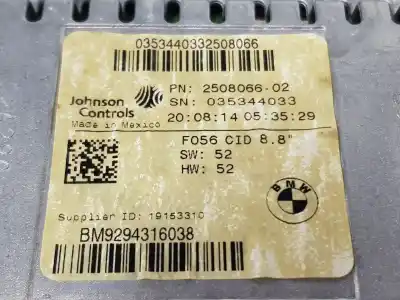 0353440332508066
Johnson
Controls
Made in Mexico
PN: 2508066-02
SN: 035344033
20:08:14 05:35:29
F056 CID 8.8"
SW: 52
HW: 52
BMW
Supplier ID: 19153310
BM9294316038